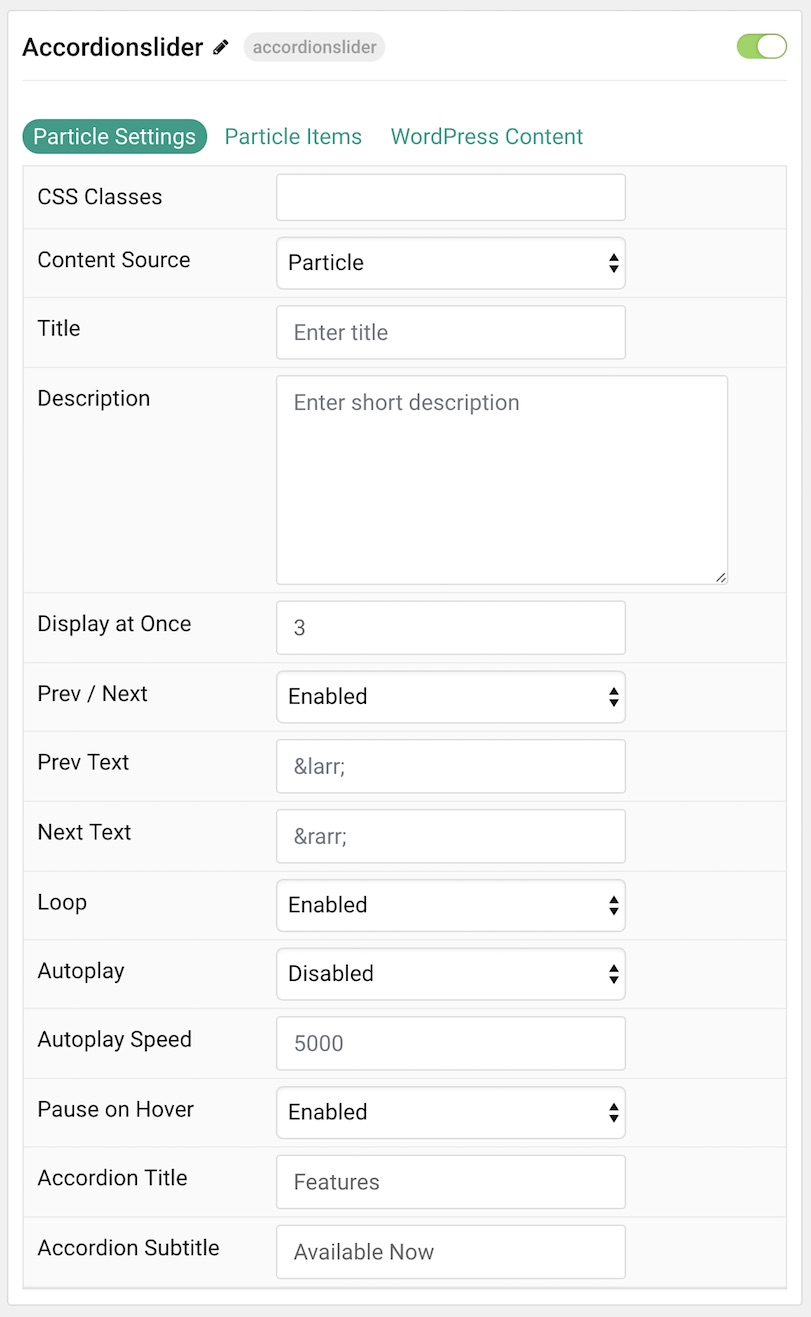 Accordionslider accordionslider
Particle Settings Particle Items WordPress Content
CSS Classes
Content Source Particle
Title Enter title
Description Enter short description
Display at Once 3
Prev / Next Enabled
Prev Text &larr;
Next Text &rarr;
Loop Enabled
Autoplay Disabled
Autoplay Speed 5000
Pause on Hover Enabled
Accordion Title Features
Accordion Subtitle Available Now